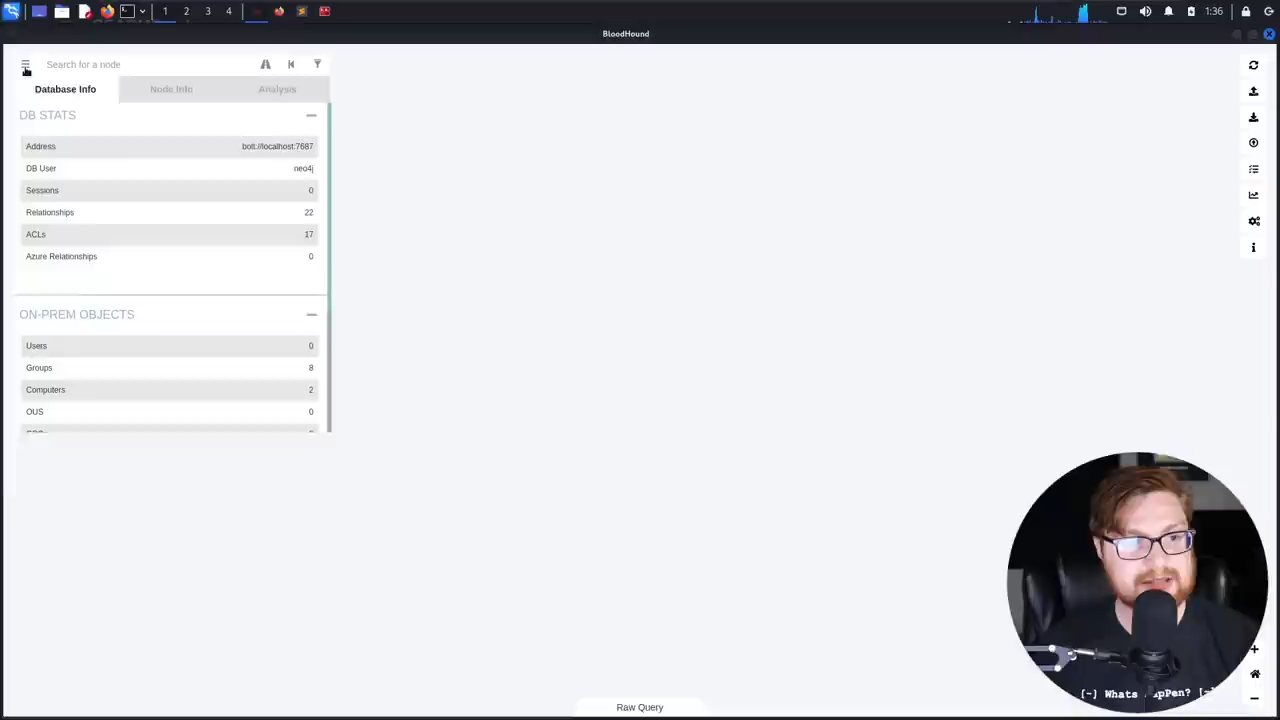 1 2 3 4 1:36
BloodHound
Search for a node
Database Info Node Info Analysis
DB STATS
Address bolt://localhost:7687
DB User neo4j
Sessions 0
Relationships 22
ACLs 17
Azure Relationships 0
ON-PREM OBJECTS
Users 0
Groups 8
Computers 2
OUS 0
Raw Query
[~] Whats